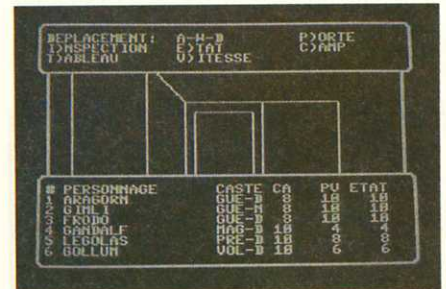 DEPLACEMENT: A-W-D P)ORTE
I)NSPECTION E)TAT C)AMP
T)ABLEAU V)ITESSE
# PERSONNAGE CASTE CA PV ETAT
1 ARAGORN GUE-B 8 10 10
2 GIMLI GUE-N 8 10 10
3 FRODO GUE-B 8 10 10
4 GANDALF MAG-B 10 4 4
5 LEGOLAS PRE-B 10 8 8
6 GOLLUM VOL-B 10 6 6